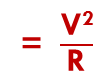 = V²
R